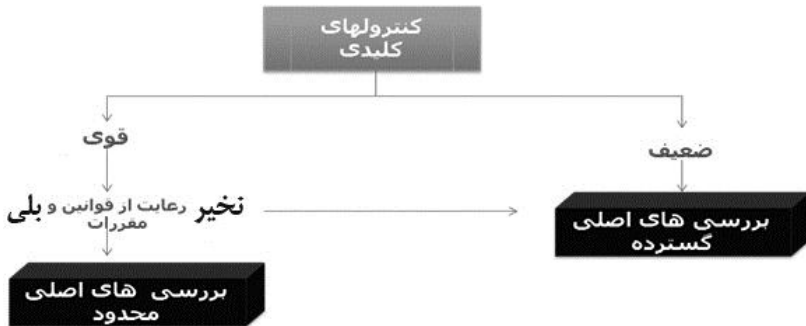 کنترولهای
کلیدی
قوی
ضعیف
نخیر
رعایت از قوانین و
مقررات
بلی
بررسی های اصلی
گسترده
بررسی های اصلی
محدود